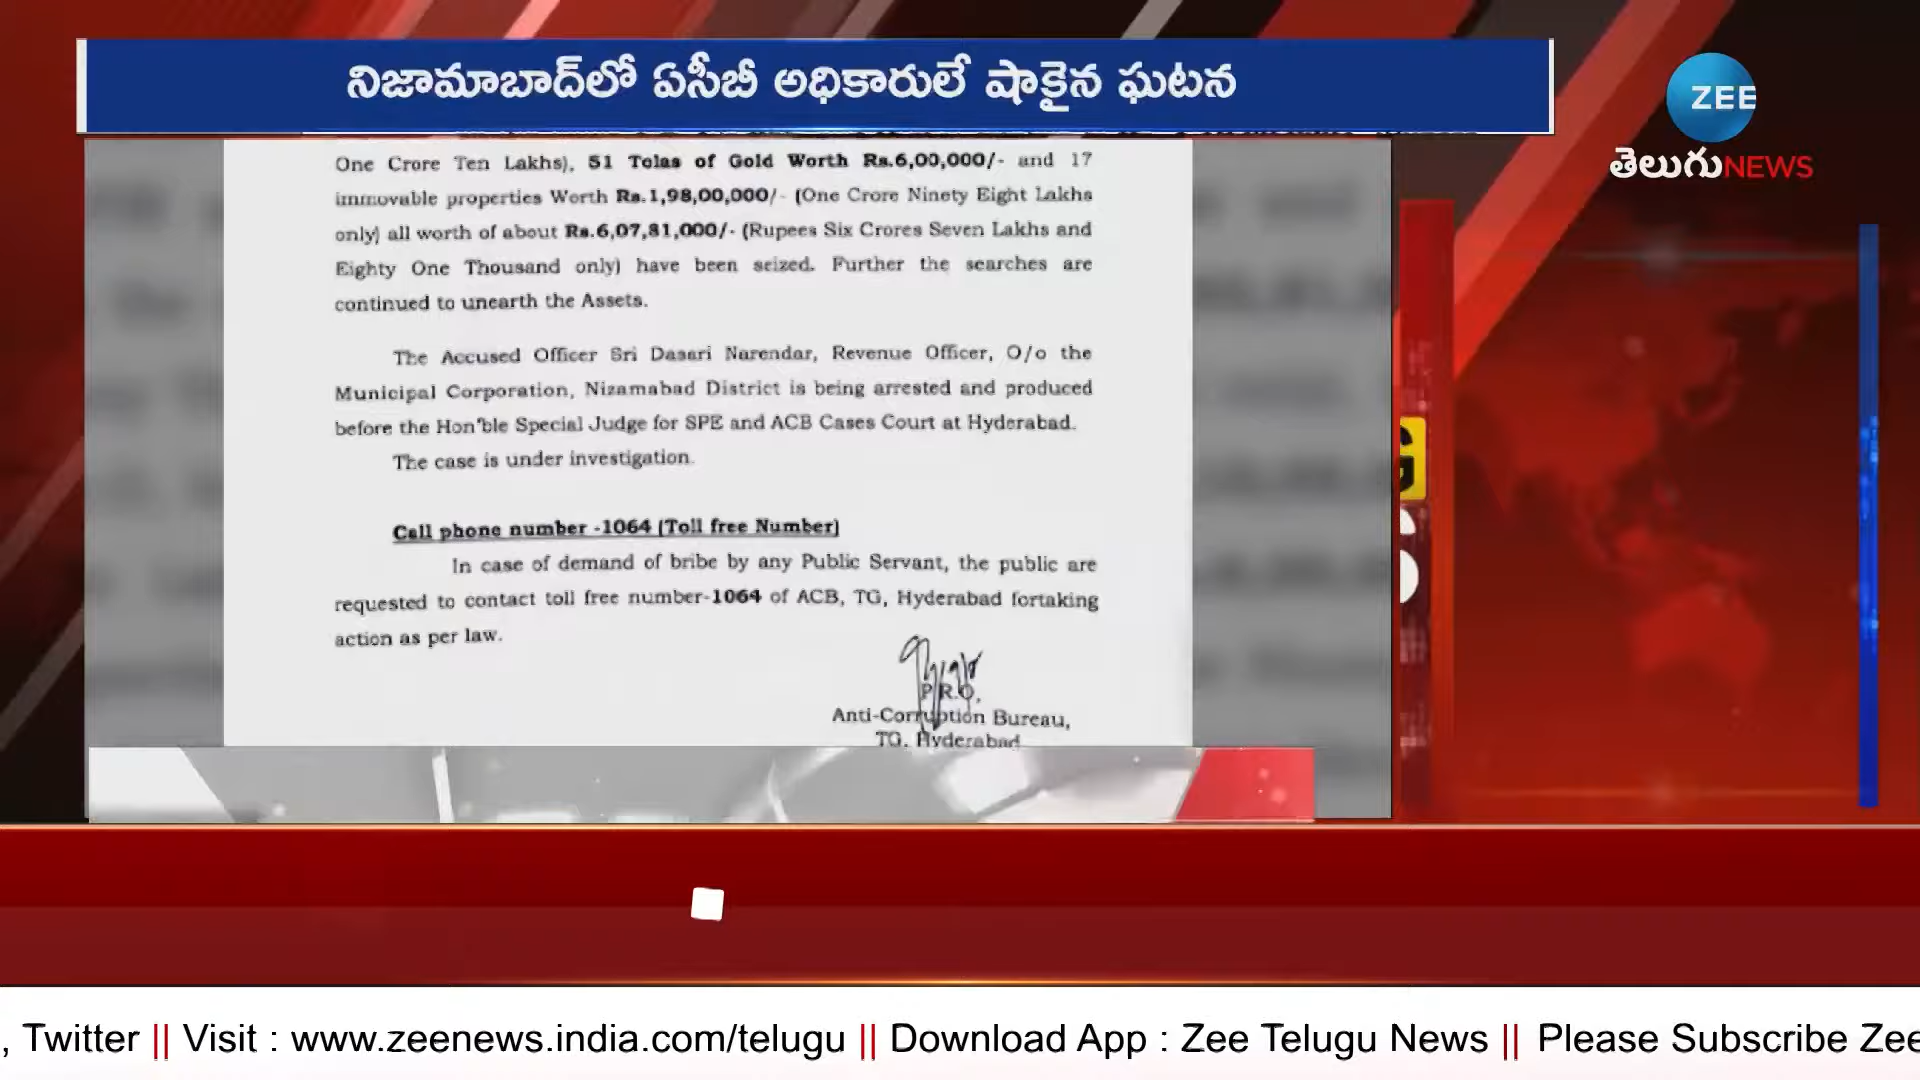 నిజామాబాద్‌లో ఏసీబీ అధికారులే షాకైన ఘటన
ZEE
తెలుగు NEWS
One Crore Ten Lakhs), 51 Tolas of Gold Worth Rs.6,00,000/- and 17
immovable properties Worth Rs.1,98,00,000/- (One Crore Ninety Eight Lakhs
only) all worth of about Rs.6,07,81,000/- (Rupees Six Crores Seven Lakhs and
Eighty One Thousand only) have been seized. Further the searches are
continued to unearth the Assets.
The Accused Officer Sri Dasari Narendar, Revenue Officer, O/o the
Municipal Corporation, Nizamabad District is being arrested and produced
before the Hon'ble Special Judge for SPE and ACB Cases Court at Hyderabad.
The case is under investigation.
Cell phone number -1064 (Toll free Number)
In case of demand of bribe by any Public Servant, the public are
requested to contact toll free number-1064 of ACB, TG, Hyderabad fortaking
action as per law.
P.R.O,
Anti-Corruption Bureau,
TG, Hyderabad
G
S
, Twitter || Visit : www.zeenews.india.com/telugu || Download App : Zee Telugu News || Please Subscribe Zee